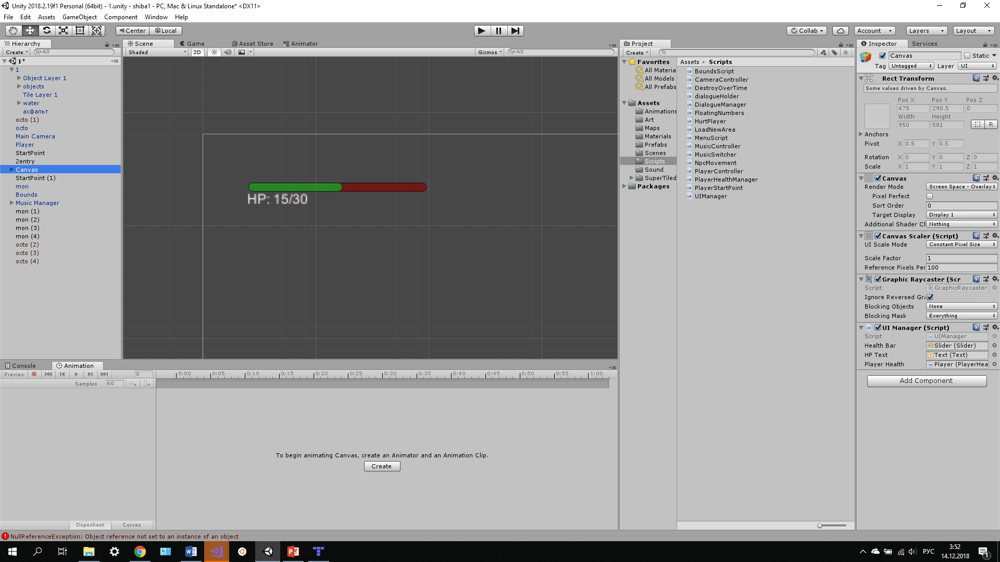 Unity 2018.2.19f1 Personal (64bit) - 1.unity - shiba1 - PC, Mac & Linux Standalone* <DX11>
File Edit Assets GameObject Component Window Help
Center Local
Collab Account Layers Layout
Hierarchy
Create All
1*
1
Object Layer 1
objects
Tile Layer 1
water
асфальт
octo (1)
octo
Main Camera
Player
StartPoint
2entry
Canvas
StartPoint (1)
mon
Bounds
Music Manager
mon (1)
mon (2)
mon (3)
mon (4)
octo (2)
octo (3)
octo (4)
Scene Game Asset Store Animator
Shaded 2D Gizmos All
HP: 15/30
Project
Create
Favorites
All Materia
All Models
All Prefabs
Assets
Animations
Art
Maps
Materials
Prefabs
Scenes
Scripts
Sound
SuperTiled
Packages
Assets Scripts
BoundsScript
CameraController
DestroyOverTime
dialogueHolder
DialogueManager
FloatingNumbers
HurtPlayer
LoadNewArea
MenuScript
MusicController
MusicSwitcher
NpcMovement
PlayerController
PlayerHealthManager
PlayerStartPoint
UIManager
Inspector Services
Canvas Static
Tag Untagged Layer UI
Rect Transform
Some values driven by Canvas.
Pos X Pos Y Pos Z
475 290.5 0
Width Height
950 581 R
Anchors
Pivot X 0.5 Y 0.5
Rotation X 0 Y 0 Z 0
Scale X 1 Y 1 Z 1
Canvas
Render Mode Screen Space - Overlay
Pixel Perfect
Sort Order 0
Target Display Display 1
Additional Shader Ch Nothing
Canvas Scaler (Script)
UI Scale Mode Constant Pixel Size
Scale Factor 1
Reference Pixels Per 100
Graphic Raycaster (Scr
Script GraphicRaycaster
Ignore Reversed Gra
Blocking Objects None
Blocking Mask Everything
UI Manager (Script)
Script UIManager
Health Bar Slider (Slider)
HP Text Text (Text)
Player Health Player (PlayerHea
Add Component
Console Animation
Preview 0 0:00 0:05 0:10 0:15 0:20 0:25 0:30 0:35 0:40 0:45 0:50 0:55 1:00
Samples 60
To begin animating Canvas, create an Animator and an Animation Clip.
Create
Dopesheet Curves
NullReferenceException: Object reference not set to an instance of an object
РУС
3:52
14.12.2018
1